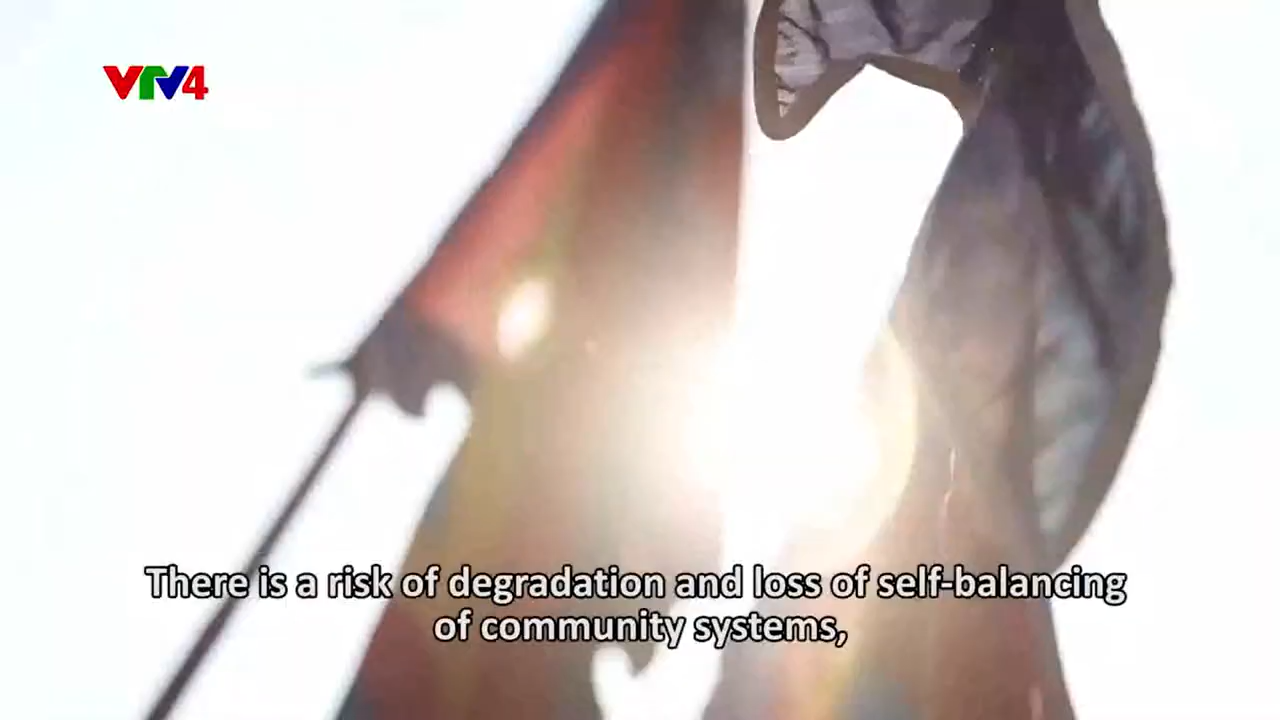 VTV4
There is a risk of degradation and loss of self-balancing
of community systems,